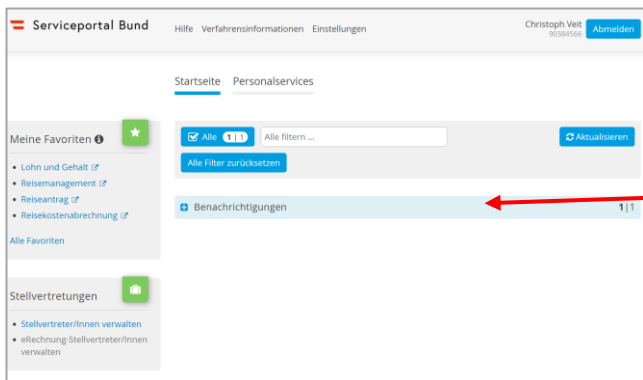 Serviceportal Bund
Hilfe Verfahrensinformationen Einstellungen
Christoph Veit
90384566
Abmelden
Startseite Personalservices
Meine Favoriten
Lohn und Gehalt
Reisemanagement
Reiseantrag
Reisekostenabrechnung
Alle Favoriten
Alle 1|1
Alle filtern ...
Aktualisieren
Alle Filter zurücksetzen
Benachrichtigungen 1|1
Stellvertretungen
Stellvertreter/Innen verwalten
eRechnung-Stellvertreter/Innen
verwalten